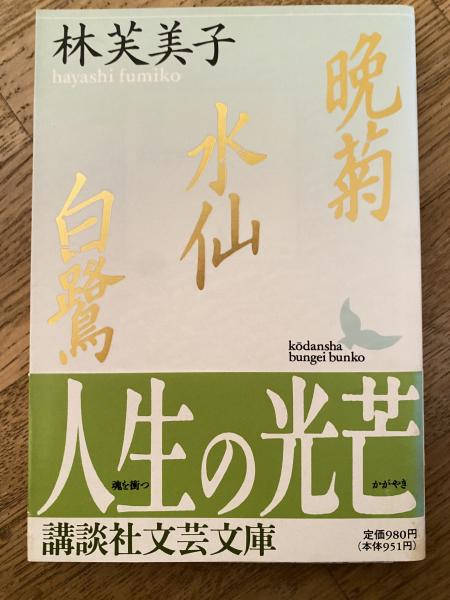 林芙美子
hayashi fumiko
晩菊
水仙
白鷺
kōdansha
bungei bunko
人生の光芒
魂を衝つ
かがやき
講談社文芸文庫
定価980円
(本体951円)